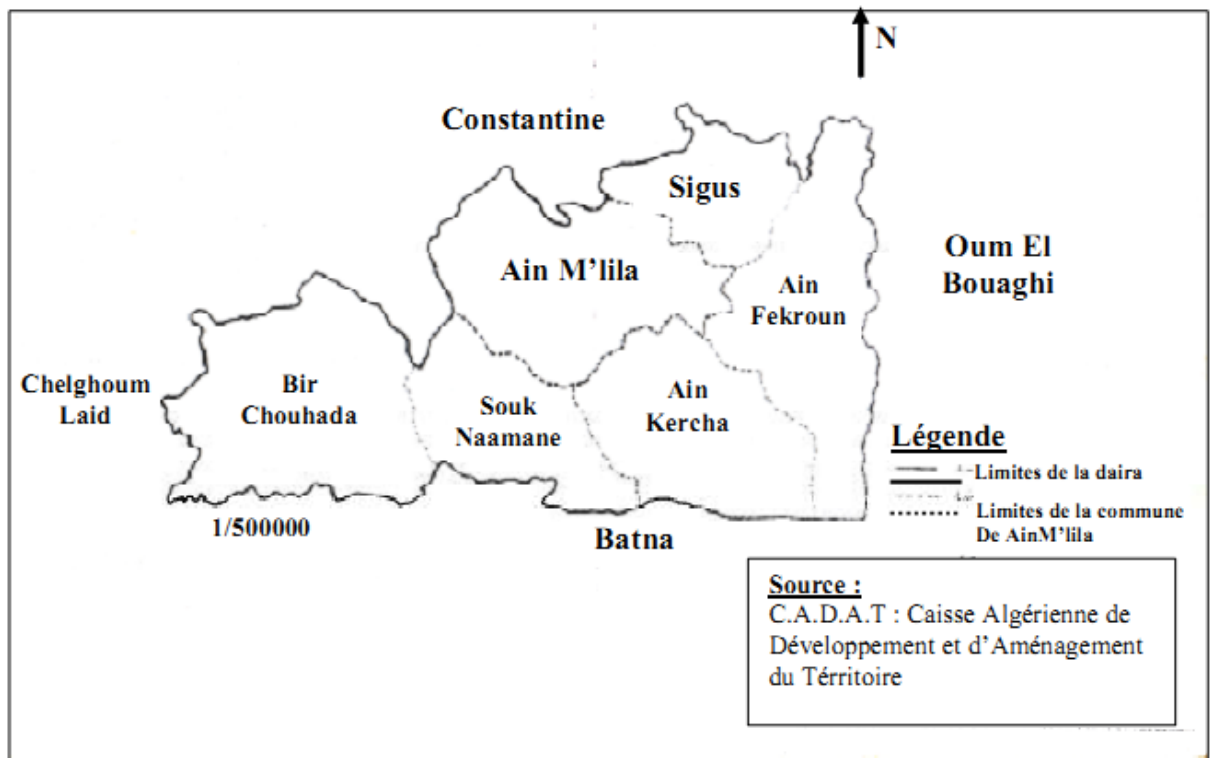 N
Constantine
Sigus
Ain M'lila
Oum El
Bouaghi
Ain
Fekroun
Chelghoum
Laid
Bir
Chouhada
Souk
Naamane
Ain
Kercha
Légende
Limites de la daira
Limites de la commune
De AinM'lila
1/500000
Batna
Source :
C.A.D.A.T : Caisse Algérienne de
Développement et d'Aménagement
du Térritoire